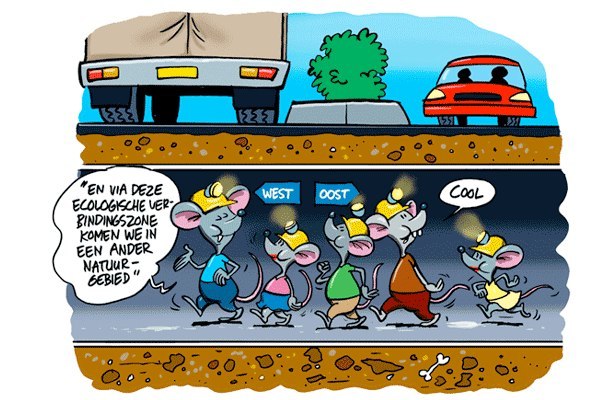 "EN VIA DEZE
ECOLOGISCHE VER-
BINDINGSZONE
KOMEN WE IN
EEN ANDER
NATUUR-
GEBIED"
WEST
OOST
COOL